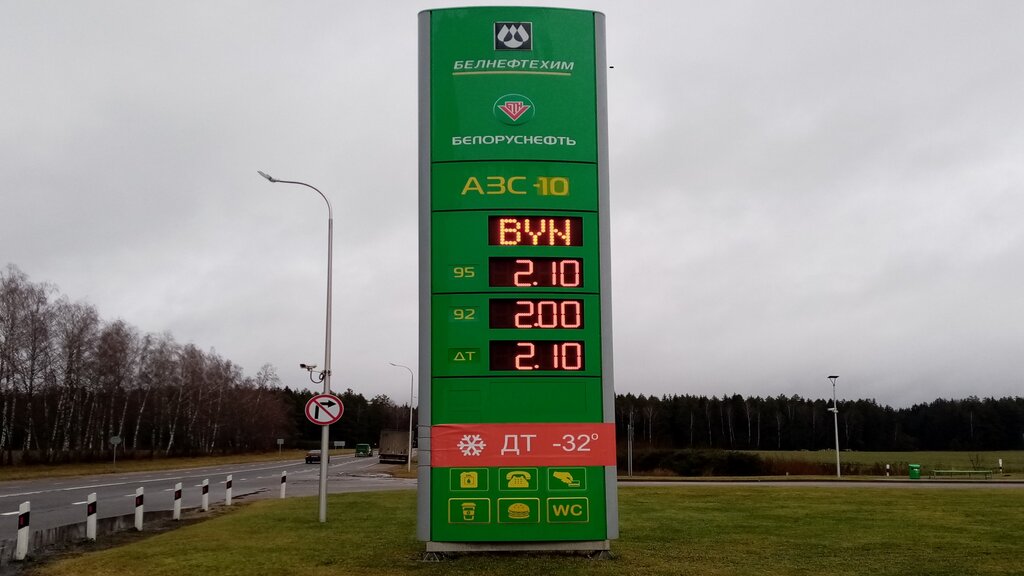 БЕЛНЕФТЕХИМ
БЕЛОРУСНЕФТЬ
АЗС -10
BYN
95 2.10
92 2.00
ДТ 2.10
ДТ -32°
WC